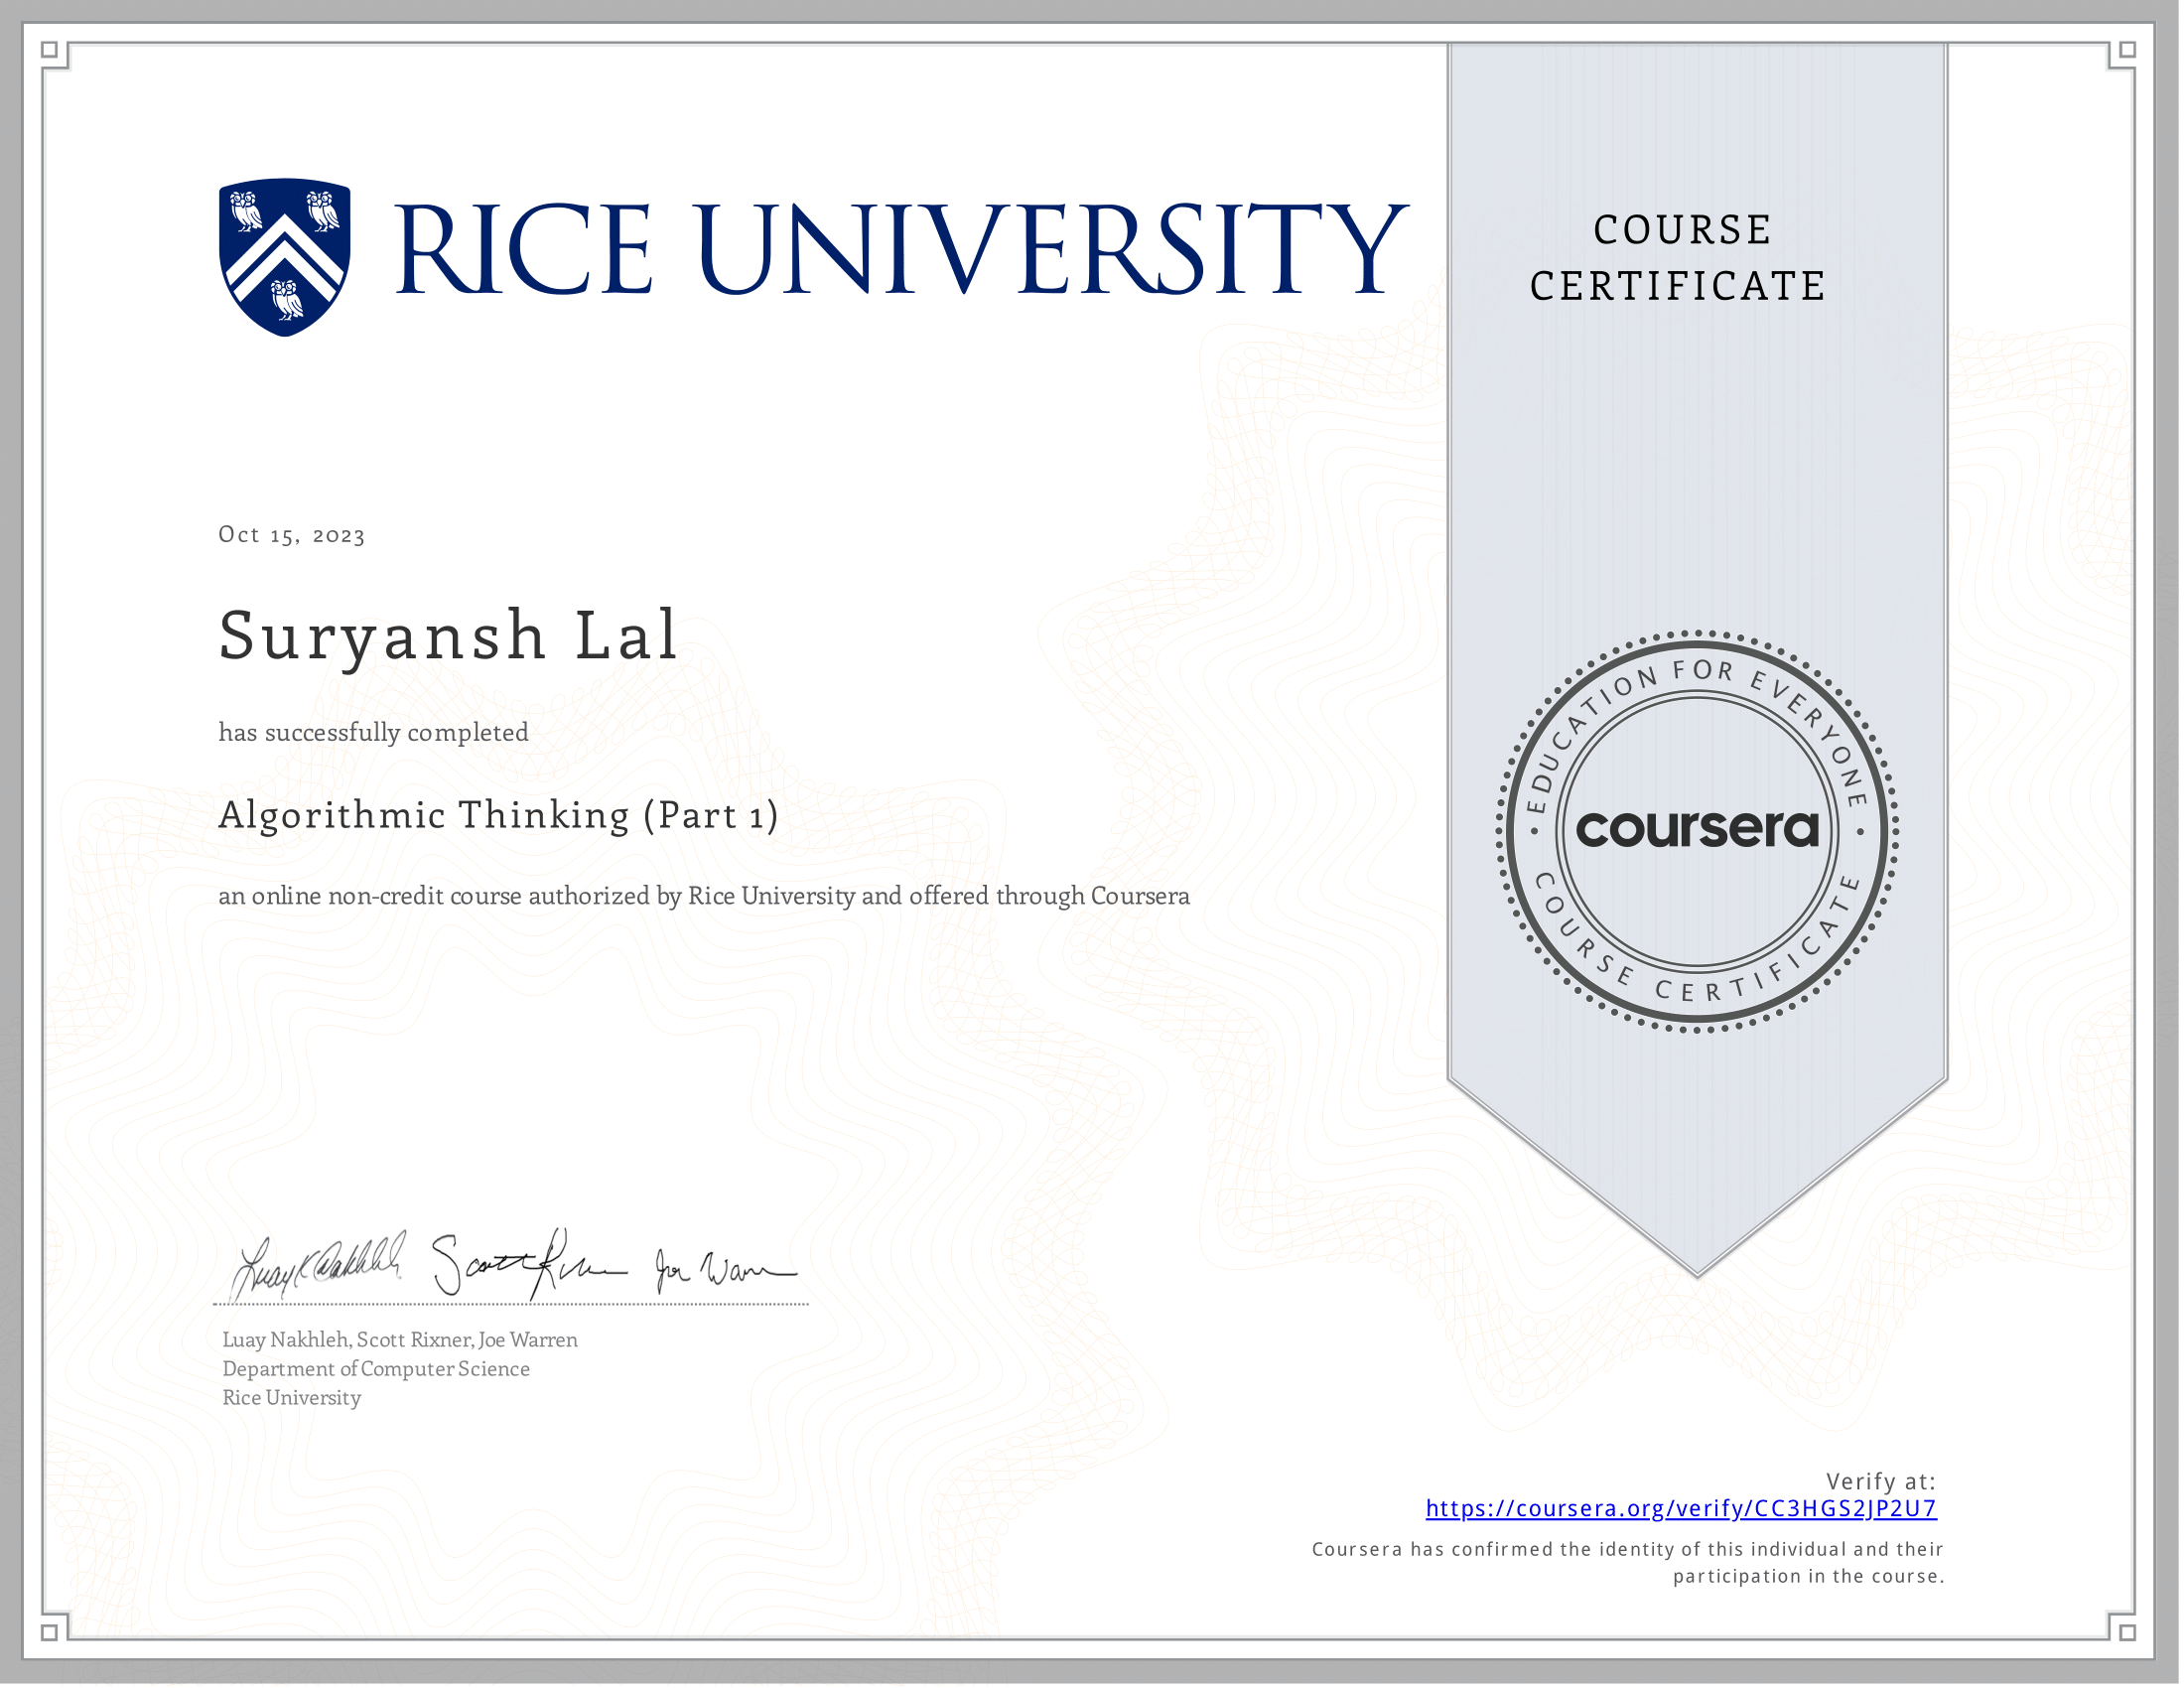 RICE UNIVERSITY
COURSE
CERTIFICATE
Oct 15, 2023
Suryansh Lal
has successfully completed
Algorithmic Thinking (Part 1)
an online non-credit course authorized by Rice University and offered through Coursera
EDUCATION FOR EVERYONE
coursera
COURSE CERTIFICATE
Luay K Nakhleh Scott Rixner Joe Warren
Luay Nakhleh, Scott Rixner, Joe Warren
Department of Computer Science
Rice University
Verify at:
https://coursera.org/verify/CC3HGS2JP2U7
Coursera has confirmed the identity of this individual and their
participation in the course.